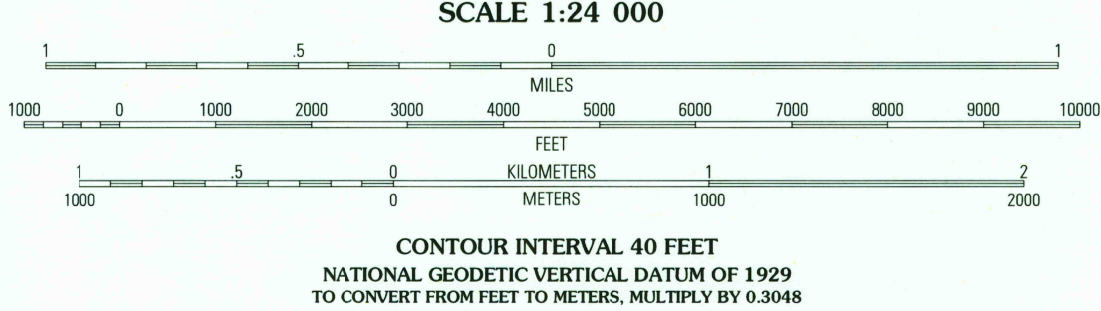 SCALE 1:24 000
1 .5 0 1
MILES
1000 0 1000 2000 3000 4000 5000 6000 7000 8000 9000 10000
FEET
1 .5 0 KILOMETERS 1 2
1000 0 METERS 1000 2000
CONTOUR INTERVAL 40 FEET
NATIONAL GEODETIC VERTICAL DATUM OF 1929
TO CONVERT FROM FEET TO METERS, MULTIPLY BY 0.3048